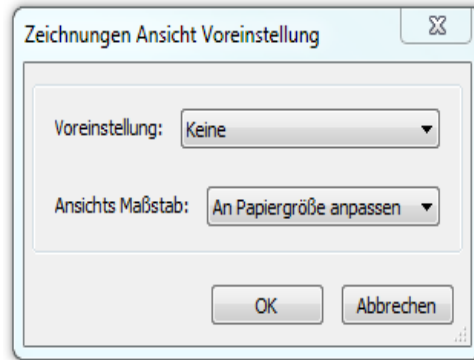 Zeichnungen Ansicht Voreinstellung
Voreinstellung: Keine
Ansichts Maßstab: An Papiergröße anpassen
OK Abbrechen